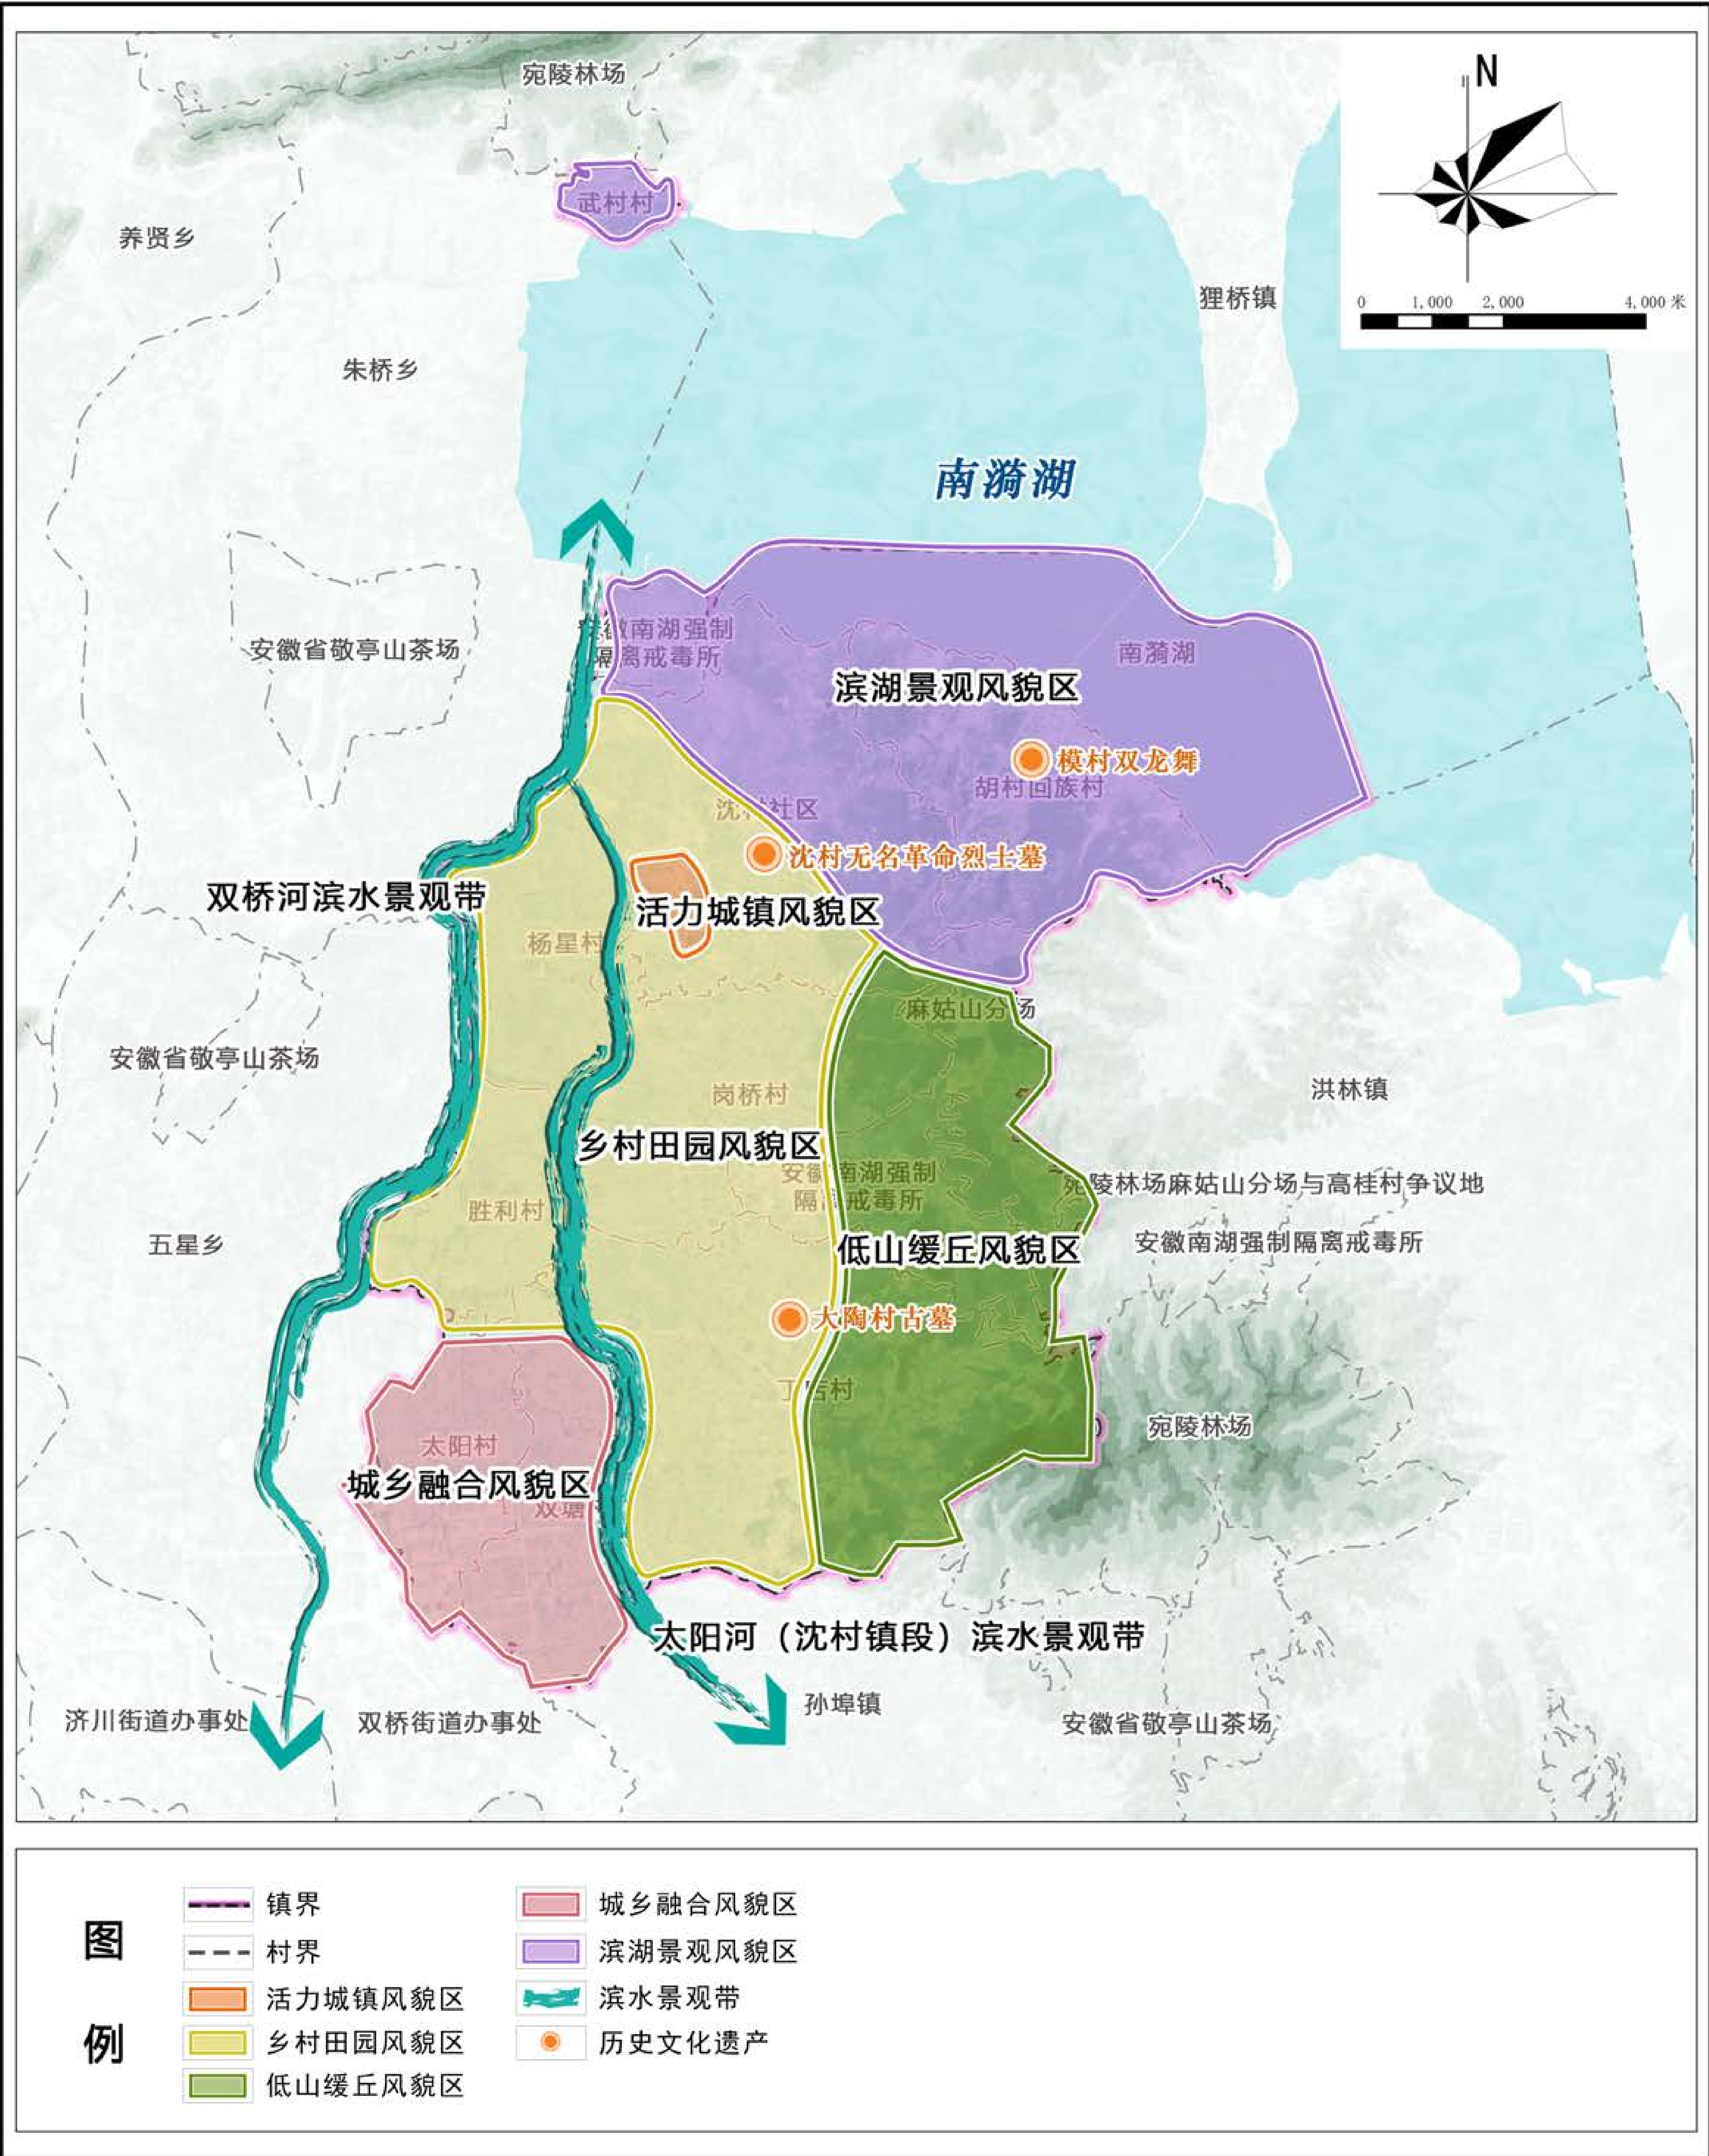 宛陵林场
N
武村村
养贤乡
狸桥镇
0 1,000 2,000 4,000 米
朱桥乡
南漪湖
安徽南湖强制
隔离戒毒所
安徽省敬亭山茶场
南漪湖
滨湖景观风貌区
模村双龙舞
胡村回族村
沈村社区
沈村无名革命烈士墓
双桥河滨水景观带
活力城镇风貌区
杨星村
麻姑山分场
安徽省敬亭山茶场
岗桥村
洪林镇
乡村田园风貌区
安徽南湖强制
隔离戒毒所
宛陵林场麻姑山分场与高桂村争议地
胜利村
五星乡
低山缓丘风貌区
安徽南湖强制隔离戒毒所
大陶村古墓
丁店村
宛陵林场
太阳村
城乡融合风貌区
双塘
太阳河（沈村镇段）滨水景观带
孙埠镇
济川街道办事处
双桥街道办事处
安徽省敬亭山茶场
图例
镇界
村界
活力城镇风貌区
乡村田园风貌区
低山缓丘风貌区
城乡融合风貌区
滨湖景观风貌区
滨水景观带
历史文化遗产